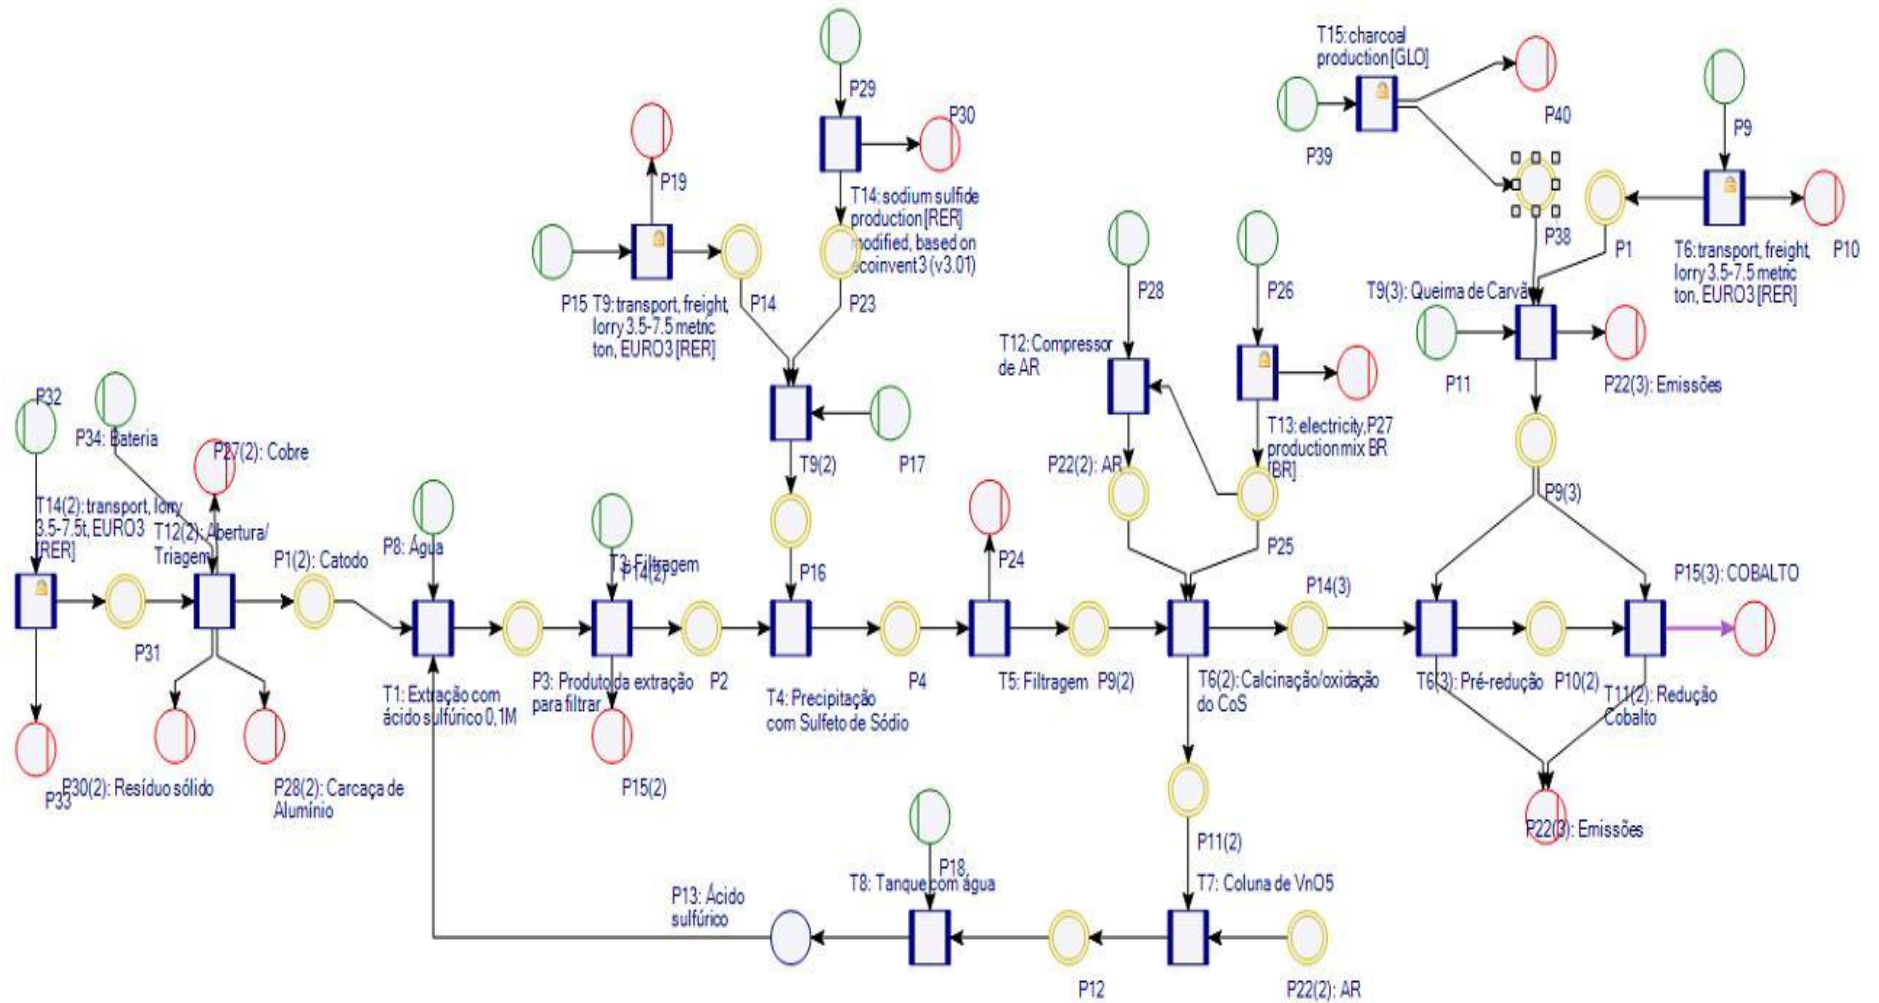 T15: charcoal
production [GLO]
P29
P30
P40
P9
P39
P19
T14: sodium sulfide
production [RER]
modified, based on
ecoinvent 3 (v3.01)
P38
P1
T6: transport, freight,
lorry 3.5-7.5 metric
ton, EURO3 [RER]
P10
P15
T9: transport, freight,
lorry 3.5-7.5 metric
ton, EURO3 [RER]
P14
P23
P28
P26
T9(3): Queima de Carvã
T12: Compressor
de AR
P11
P22(3): Emissões
P32
P34: Bateria
P27(2): Cobre
T9(2)
P17
P22(2): AR
T13: electricity,
production mix BR
[BR]
P27
P9(3)
T14(2): transport, lorry
3.5-7.5t, EURO3
[RER]
T12(2): Abertura/
Triagem
P1(2): Catodo
P8: Água
T3: Filtragem
P14(2)
P16
P24
P25
P14(3)
P15(3): COBALTO
P31
T1: Extração com
ácido sulfúrico 0,1M
P3: Produto da extração
para filtrar
P2
T4: Precipitação
com Sulfeto de Sódio
P4
T5: Filtragem
P9(2)
T6(2): Calcinação/oxidação
do CoS
T6(3): Pré-redução
P10(2)
T11(2): Redução
Cobalto
P33
P30(2): Resíduo sólido
P28(2): Carcaça de
Alumínio
P15(2)
P22(3): Emissões
P11(2)
P18
T8: Tanque com água
T7: Coluna de VnO5
P13: Ácido
sulfúrico
P12
P22(2): AR